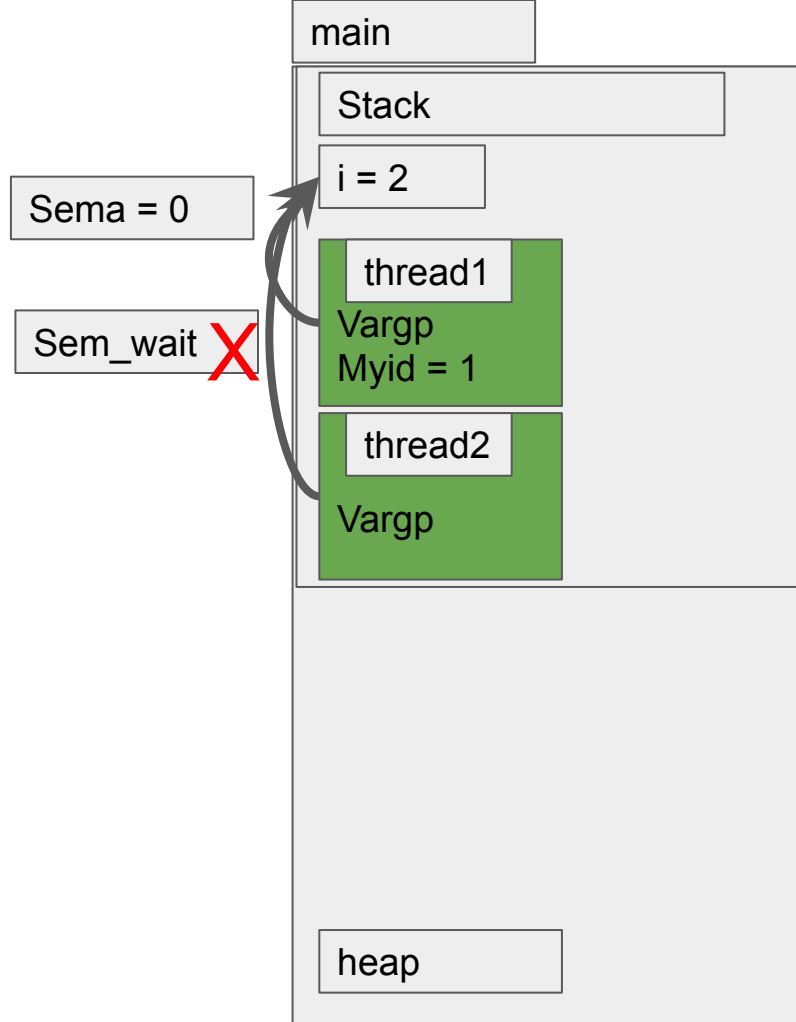 main
Stack
i = 2
Sema = 0
thread1
Sem_wait X
Vargp
Myid = 1
thread2
Vargp
heap